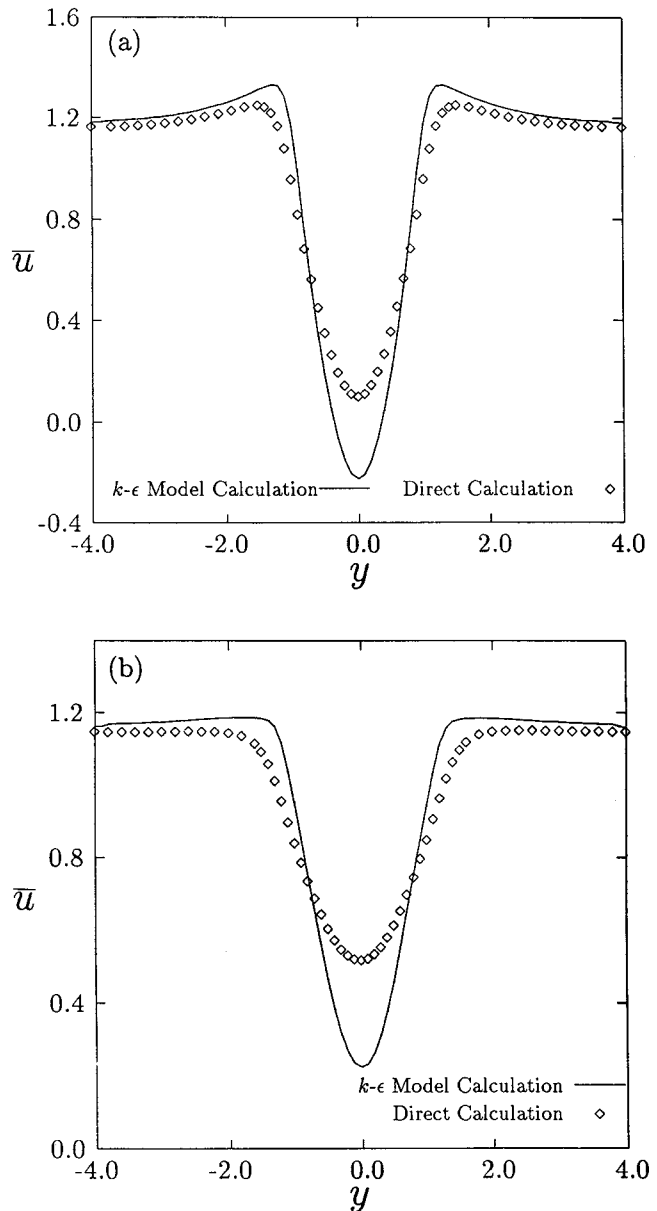 (a)
1.6
1.2
0.8
u̅
0.4
0.0
k-ϵ Model Calculation Direct Calculation
-0.4
-4.0 -2.0 0.0 2.0 4.0
y
(b)
1.2
0.8
u̅
0.4
k-ϵ Model Calculation
Direct Calculation
0.0
-4.0 -2.0 0.0 2.0 4.0
y